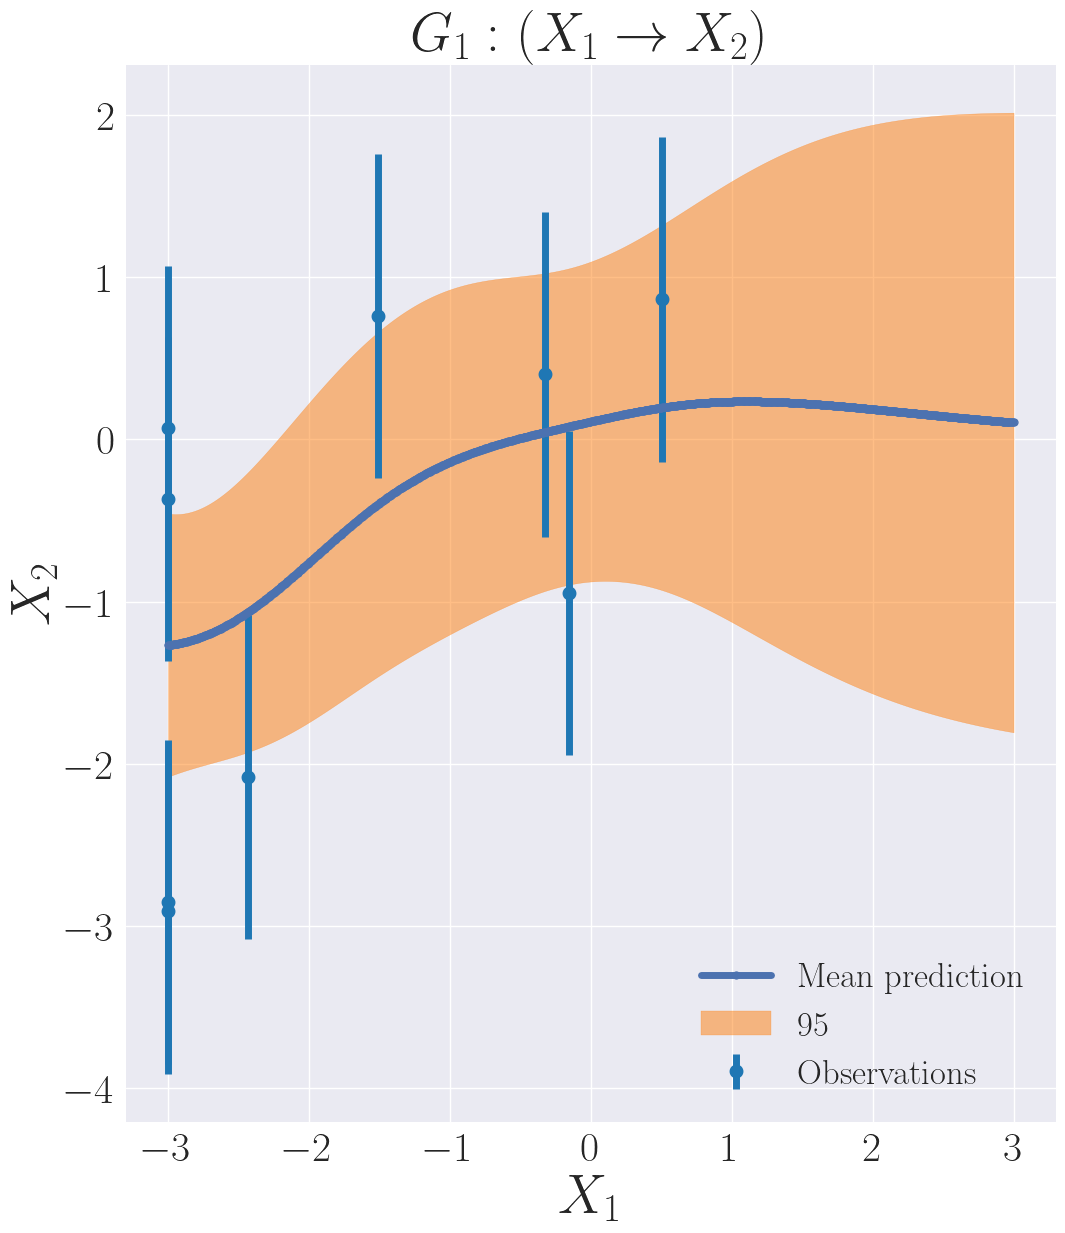 G₁ : (X₁ → X₂)
2
1
0
−1
−2
−3
−4
X₂
Mean prediction
95
Observations
−3 −2 −1 0 1 2 3
X₁